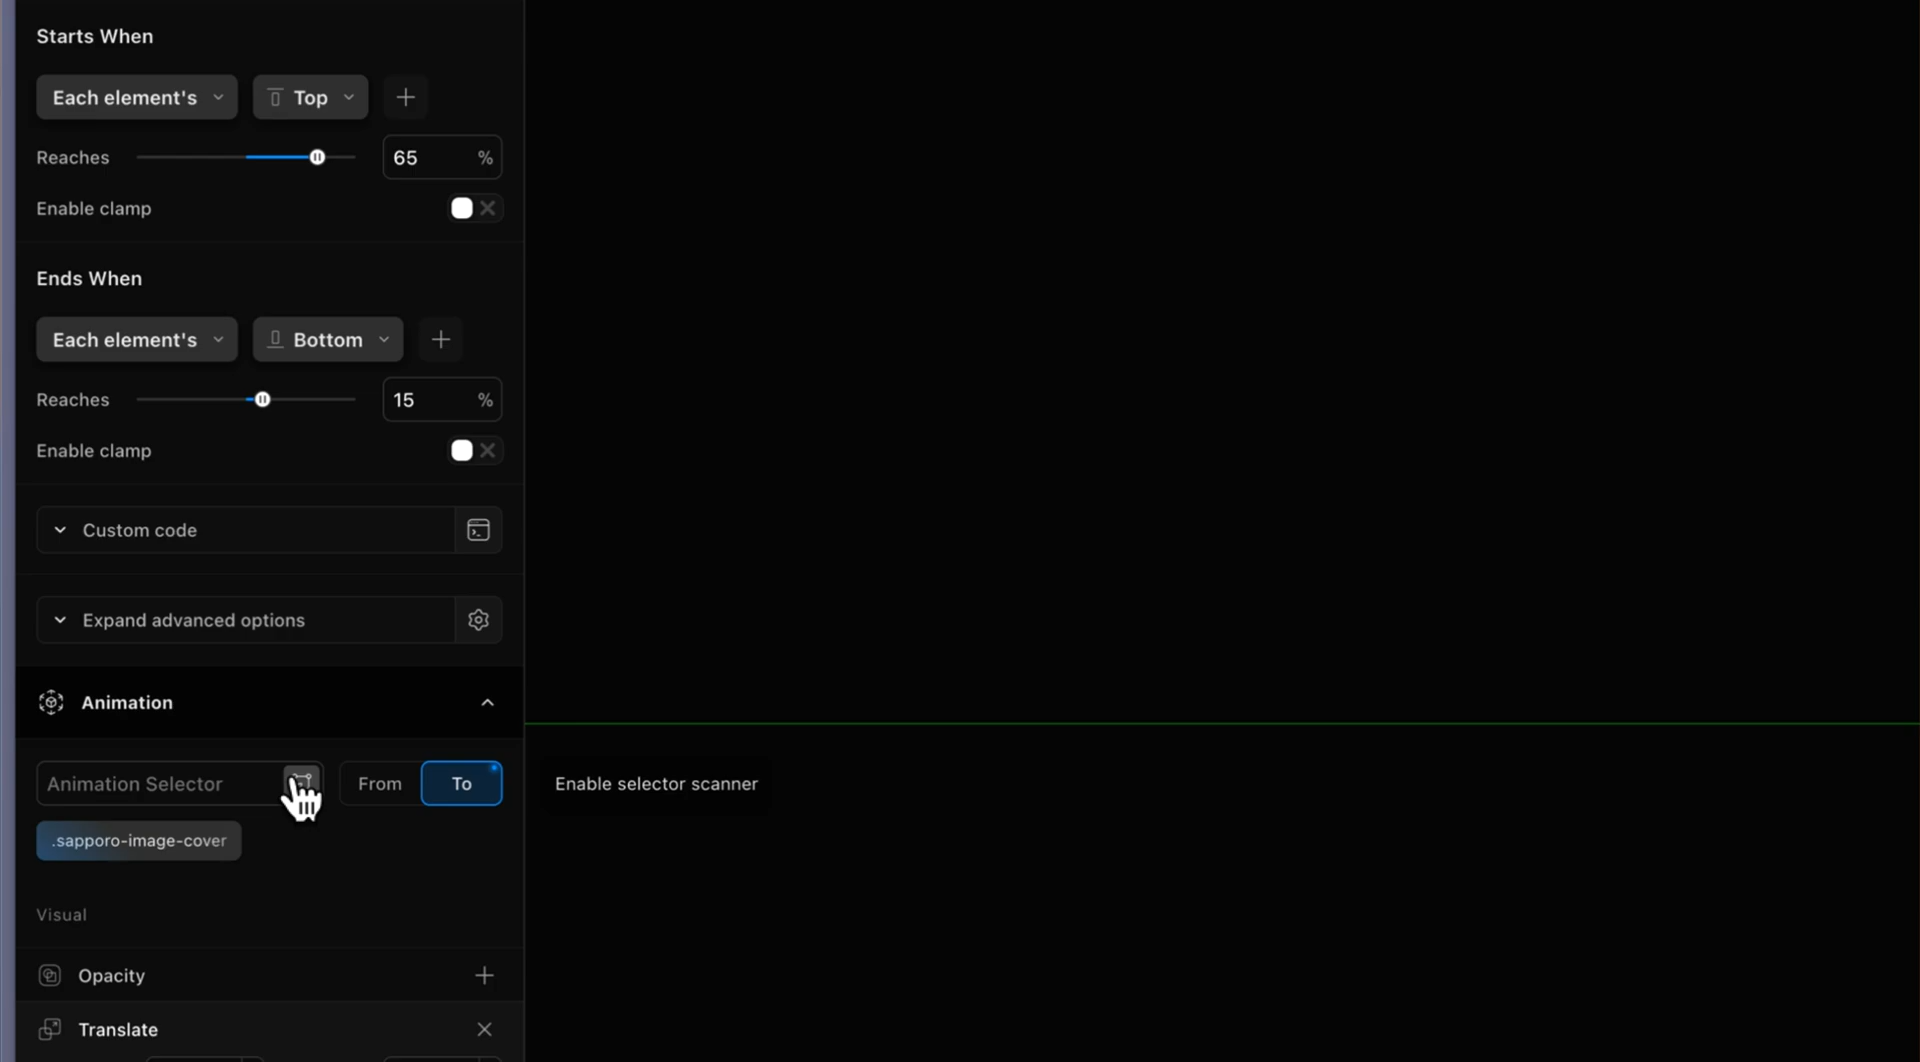 Starts When
Each element's Top
Reaches 65 %
Enable clamp
Ends When
Each element's Bottom
Reaches 15 %
Enable clamp
Custom code
Expand advanced options
Animation
Animation Selector From To Enable selector scanner
.sapporo-image-cover
Visual
Opacity
Translate